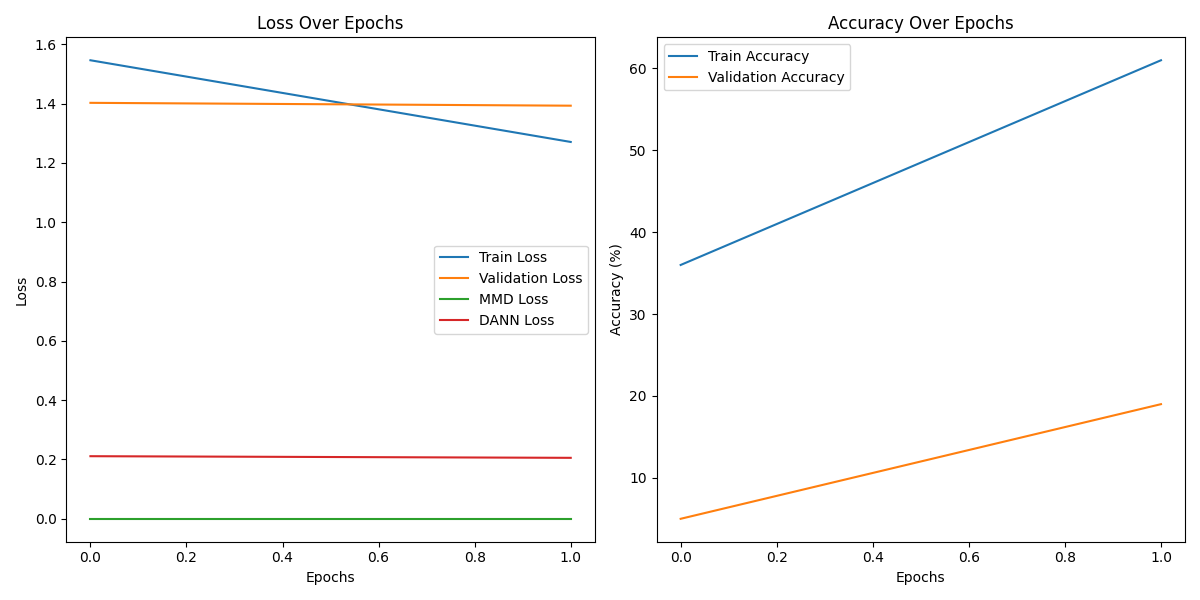 Loss Over Epochs
1.6
1.4
1.2
1.0
0.8
0.6
0.4
0.2
0.0
Loss
Train Loss
Validation Loss
MMD Loss
DANN Loss
0.0 0.2 0.4 0.6 0.8 1.0
Epochs
Accuracy Over Epochs
Train Accuracy
Validation Accuracy
60
50
40
30
20
10
Accuracy (%)
0.0 0.2 0.4 0.6 0.8 1.0
Epochs